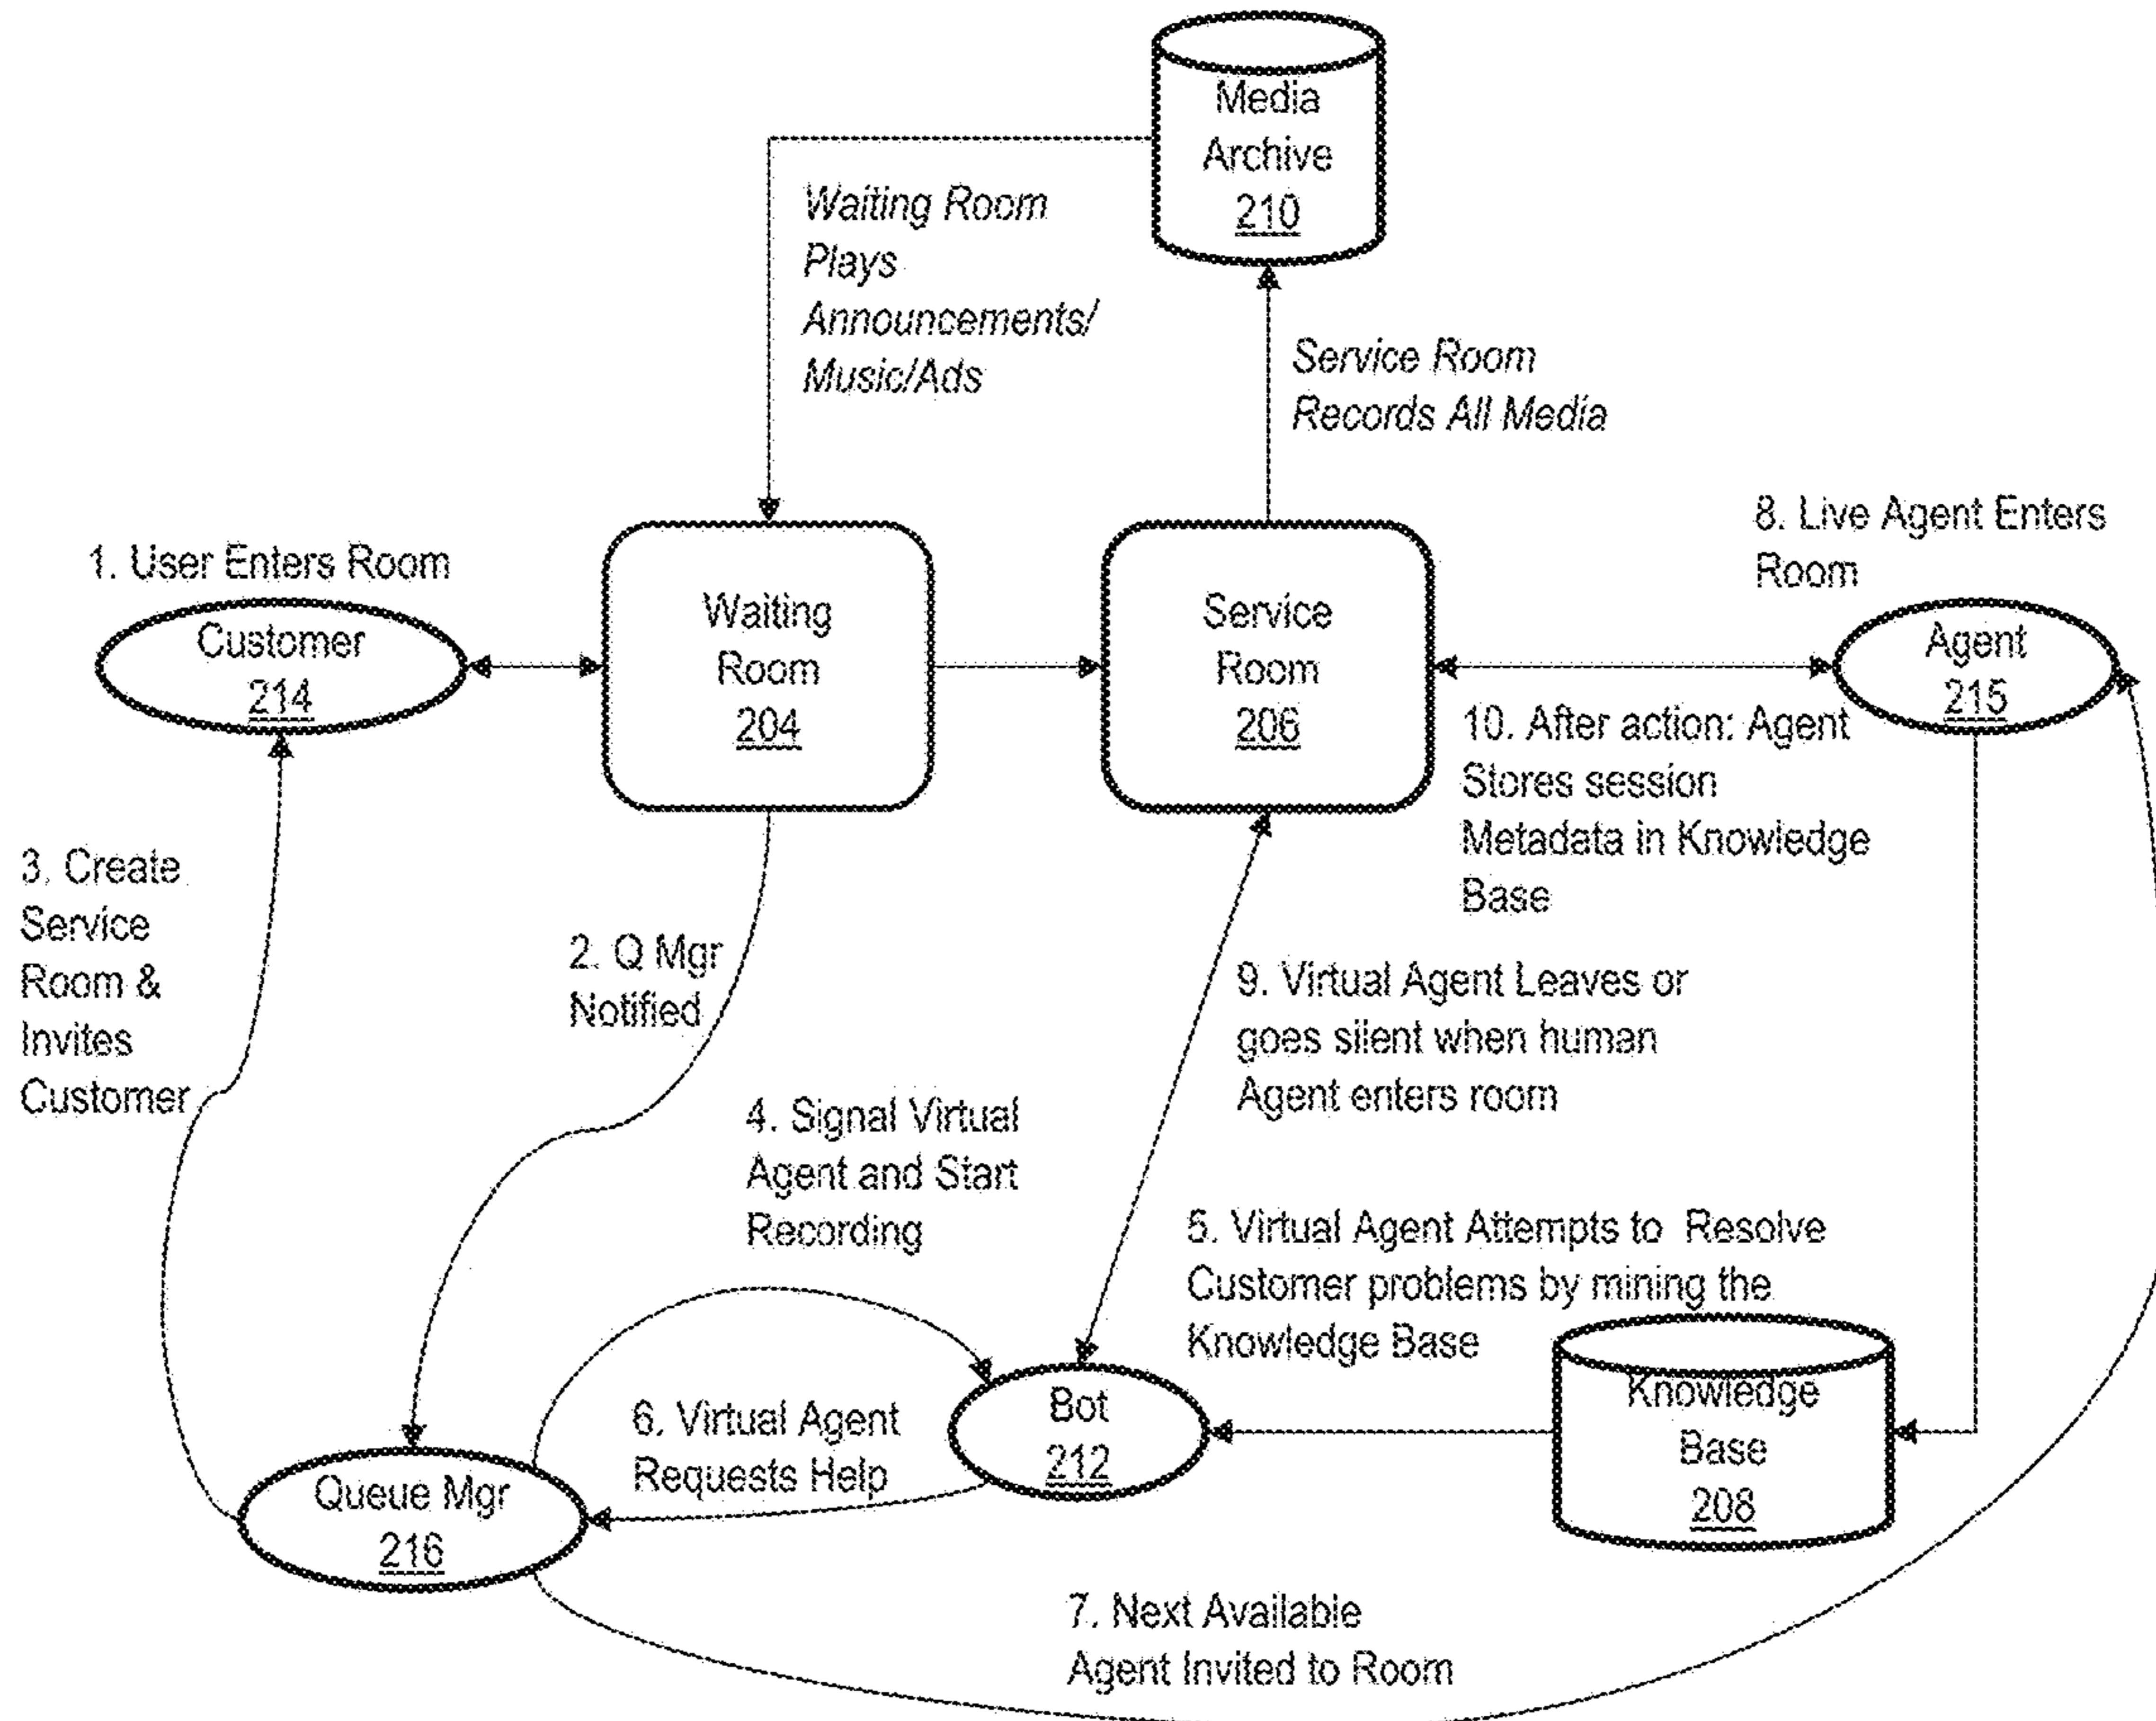 Media
Archive
210
Waiting Room
Plays
Announcements/
Music/Ads
Service Room
Records All Media
8. Live Agent Enters
Room
1. User Enters Room
Customer
214
Waiting
Room
204
Service
Room
206
Agent
215
10. After action: Agent
Stores session
Metadata in Knowledge
Base
3. Create
Service
Room &
Invites
Customer
2. Q Mgr
Notified
9. Virtual Agent Leaves or
goes silent when human
Agent enters room
4. Signal Virtual
Agent and Start
Recording
5. Virtual Agent Attempts to Resolve
Customer problems by mining the
Knowledge Base
6. Virtual Agent
Requests Help
Bot
212
Knowledge
Base
208
Queue Mgr
216
7. Next Available
Agent Invited to Room